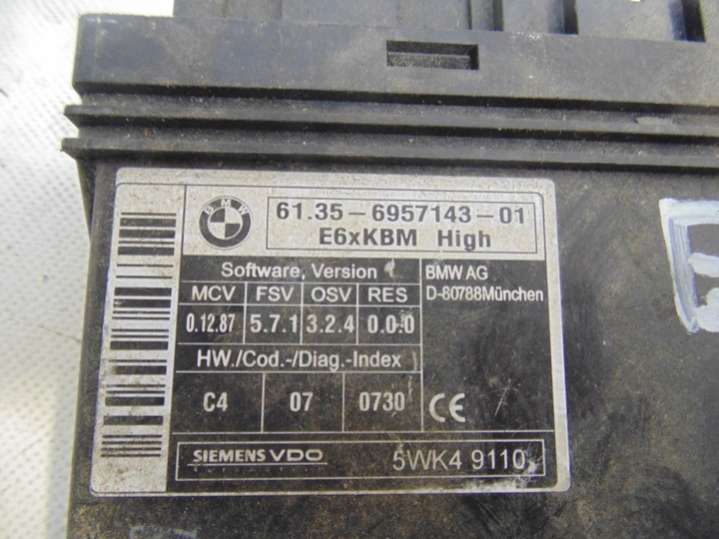 BMW
61.35-6957143-01
E6xKBM High
Software, Version
MCV FSV OSV RES
0.12.87 5.7.1 3.2.4 0.0.0
HW./Cod.-/Diag.-Index
C4 07 0730
BMW AG
D-80788München
CE
SIEMENS VDO 5WK4 9110